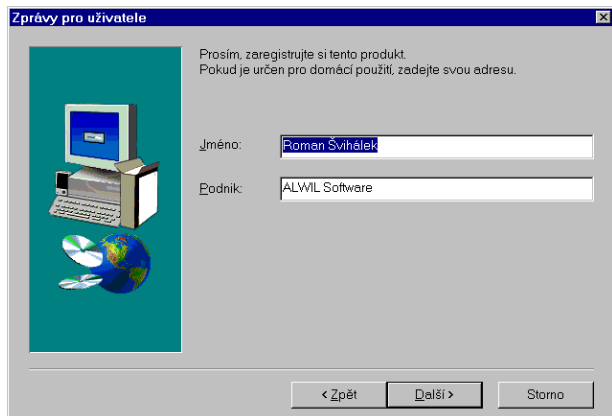 Zprávy pro uživatele
Prosím, zaregistrujte si tento produkt.
Pokud je určen pro domácí použití, zadejte svou adresu.
Jméno: Roman Švihálek
Podnik: ALWIL Software
< Zpět Další > Storno